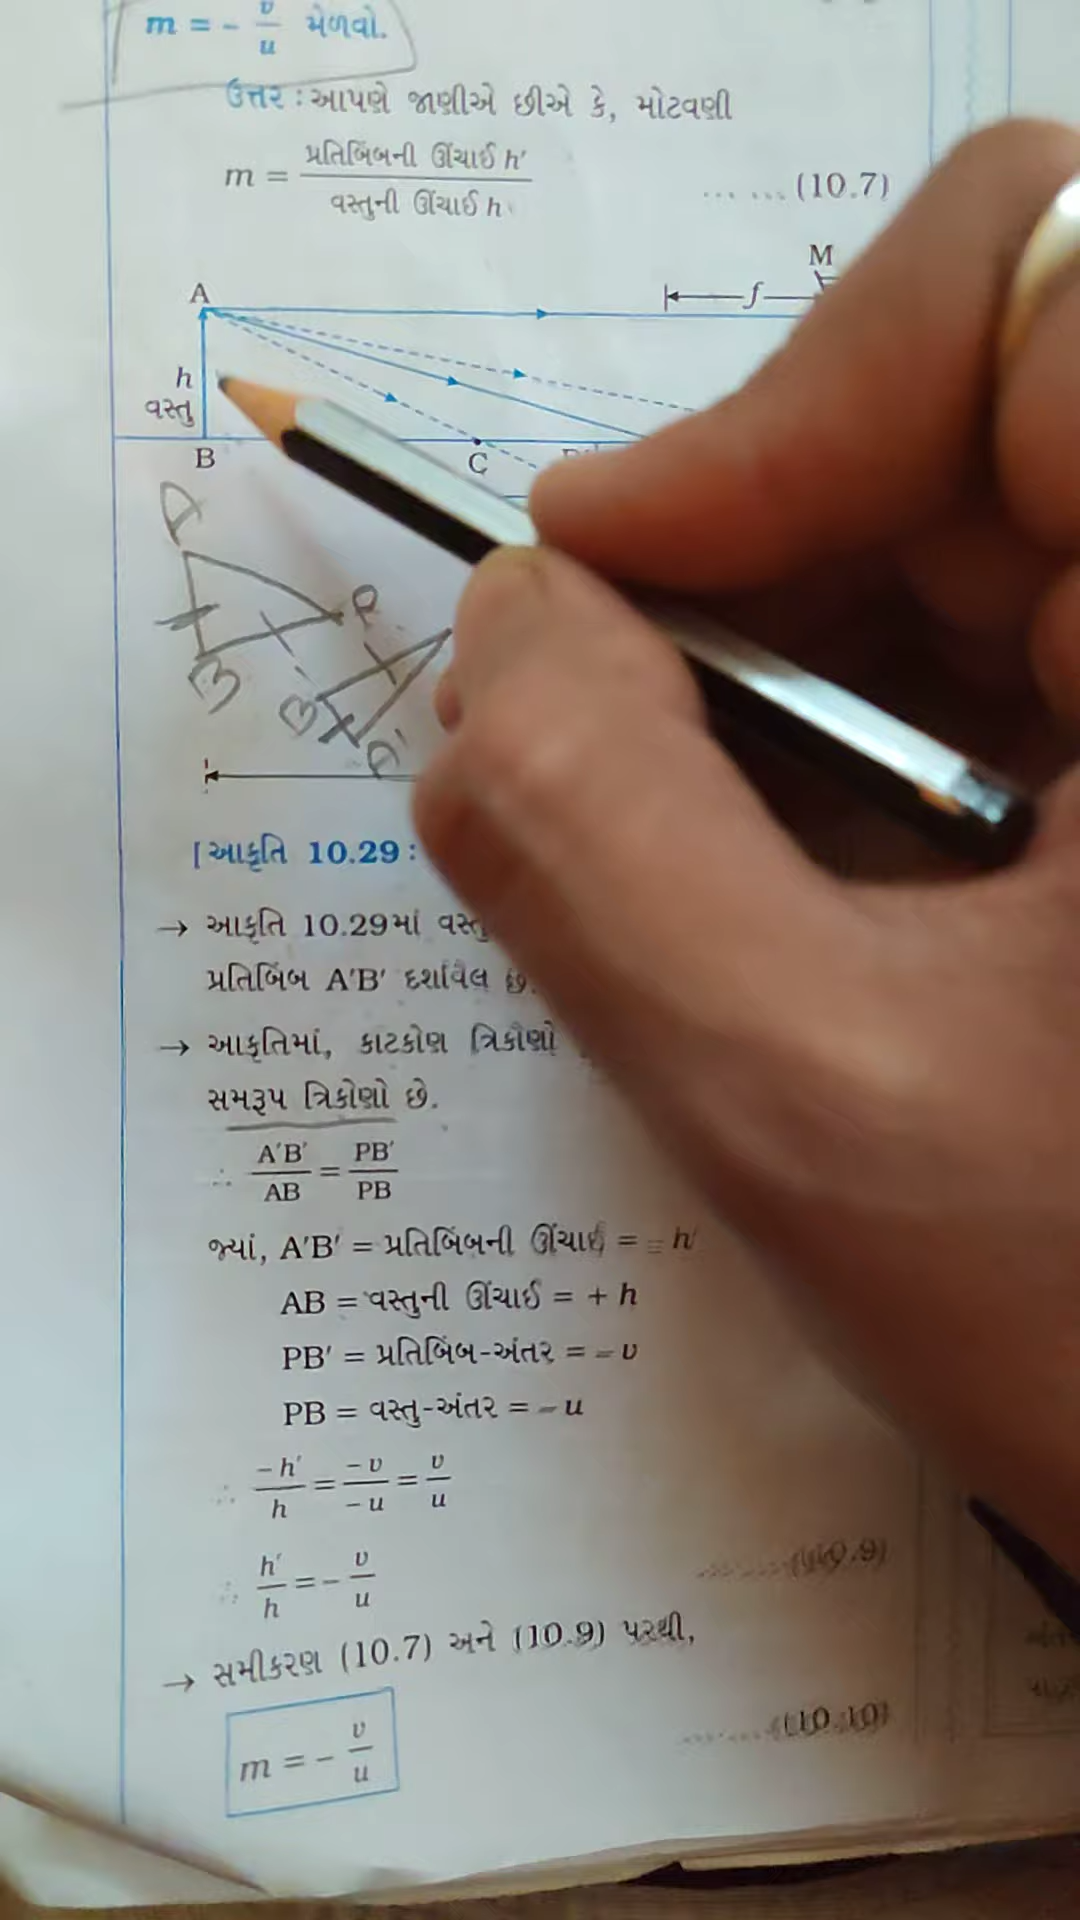 m = - v/u મેળવો.
ઉત્તર : આપણે જાણીએ છીએ કે, મોટવણી
m = પ્રતિબિંબની ઊંચાઈ h' / વસ્તુની ઊંચાઈ h ...... (10.7)
M
A f
h
વસ્તુ
B C
A
P
B
B'
A'
[આકૃતિ 10.29 :
→ આકૃતિ 10.29માં વસ્તુ
પ્રતિબિંબ A'B' દર્શાવેલ છે.
→ આકૃતિમાં, કાટકોણ ત્રિકોણો
સમરૂપ ત્રિકોણો છે.
∴ A'B'/AB = PB'/PB
જ્યાં, A'B' = પ્રતિબિંબની ઊંચાઈ = - h'
AB = વસ્તુની ઊંચાઈ = + h
PB' = પ્રતિબિંબ-અંતર = - v
PB = વસ્તુ-અંતર = - u
∴ - h'/h = - v/- u = v/u
∴ h'/h = - v/u ...... (10.9)
→ સમીકરણ (10.7) અને (10.9) પરથી,
m = - v/u ...... (10.10)